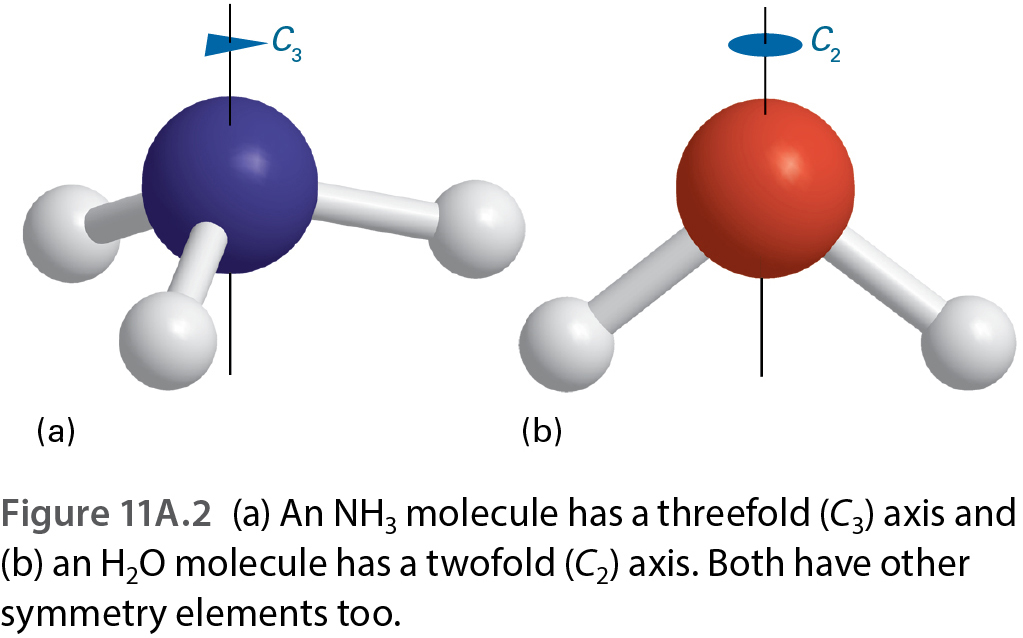 C₃
C₂
(a)
(b)
Figure 11A.2 (a) An NH₃ molecule has a threefold (C₃) axis and
(b) an H₂O molecule has a twofold (C₂) axis. Both have other
symmetry elements too.